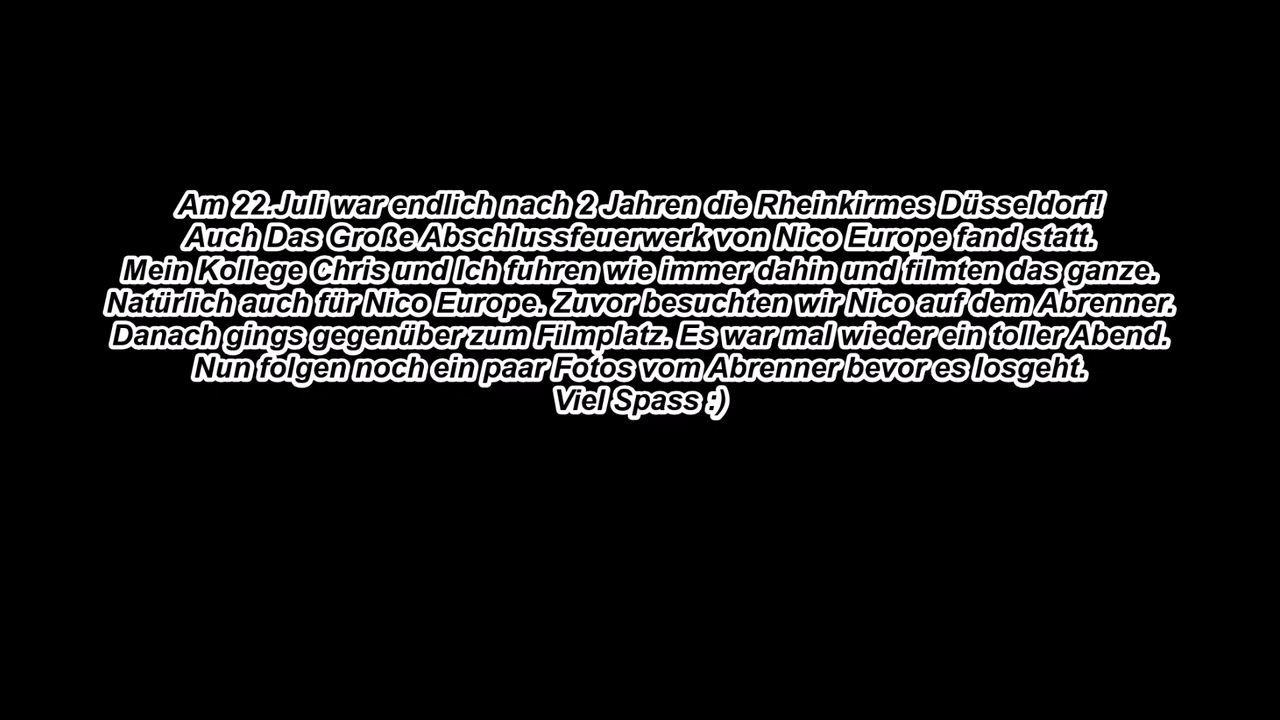 Am 22.Juli war endlich nach 2 Jahren die Rheinkirmes Düsseldorf!
Auch Das Große Abschlussfeuerwerk von Nico Europe fand statt.
Mein Kollege Chris und Ich fuhren wie immer dahin und filmten das ganze.
Natürlich auch für Nico Europe. Zuvor besuchten wir Nico auf dem Abrenner.
Danach gings gegenüber zum Filmplatz. Es war mal wieder ein toller Abend.
Nun folgen noch ein paar Fotos vom Abrenner bevor es losgeht.
Viel Spass :)